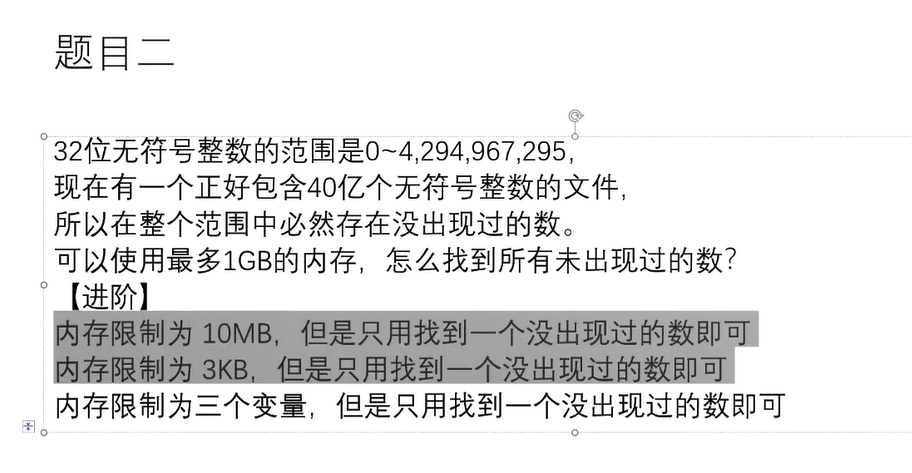 题目二
32位无符号整数的范围是0~4,294,967,295，
现在有一个正好包含40亿个无符号整数的文件，
所以在整个范围中必然存在没出现过的数。
可以使用最多1GB的内存，怎么找到所有未出现过的数？
【进阶】
内存限制为 10MB，但是只用找到一个没出现过的数即可
内存限制为 3KB，但是只用找到一个没出现过的数即可
内存限制为三个变量，但是只用找到一个没出现过的数即可